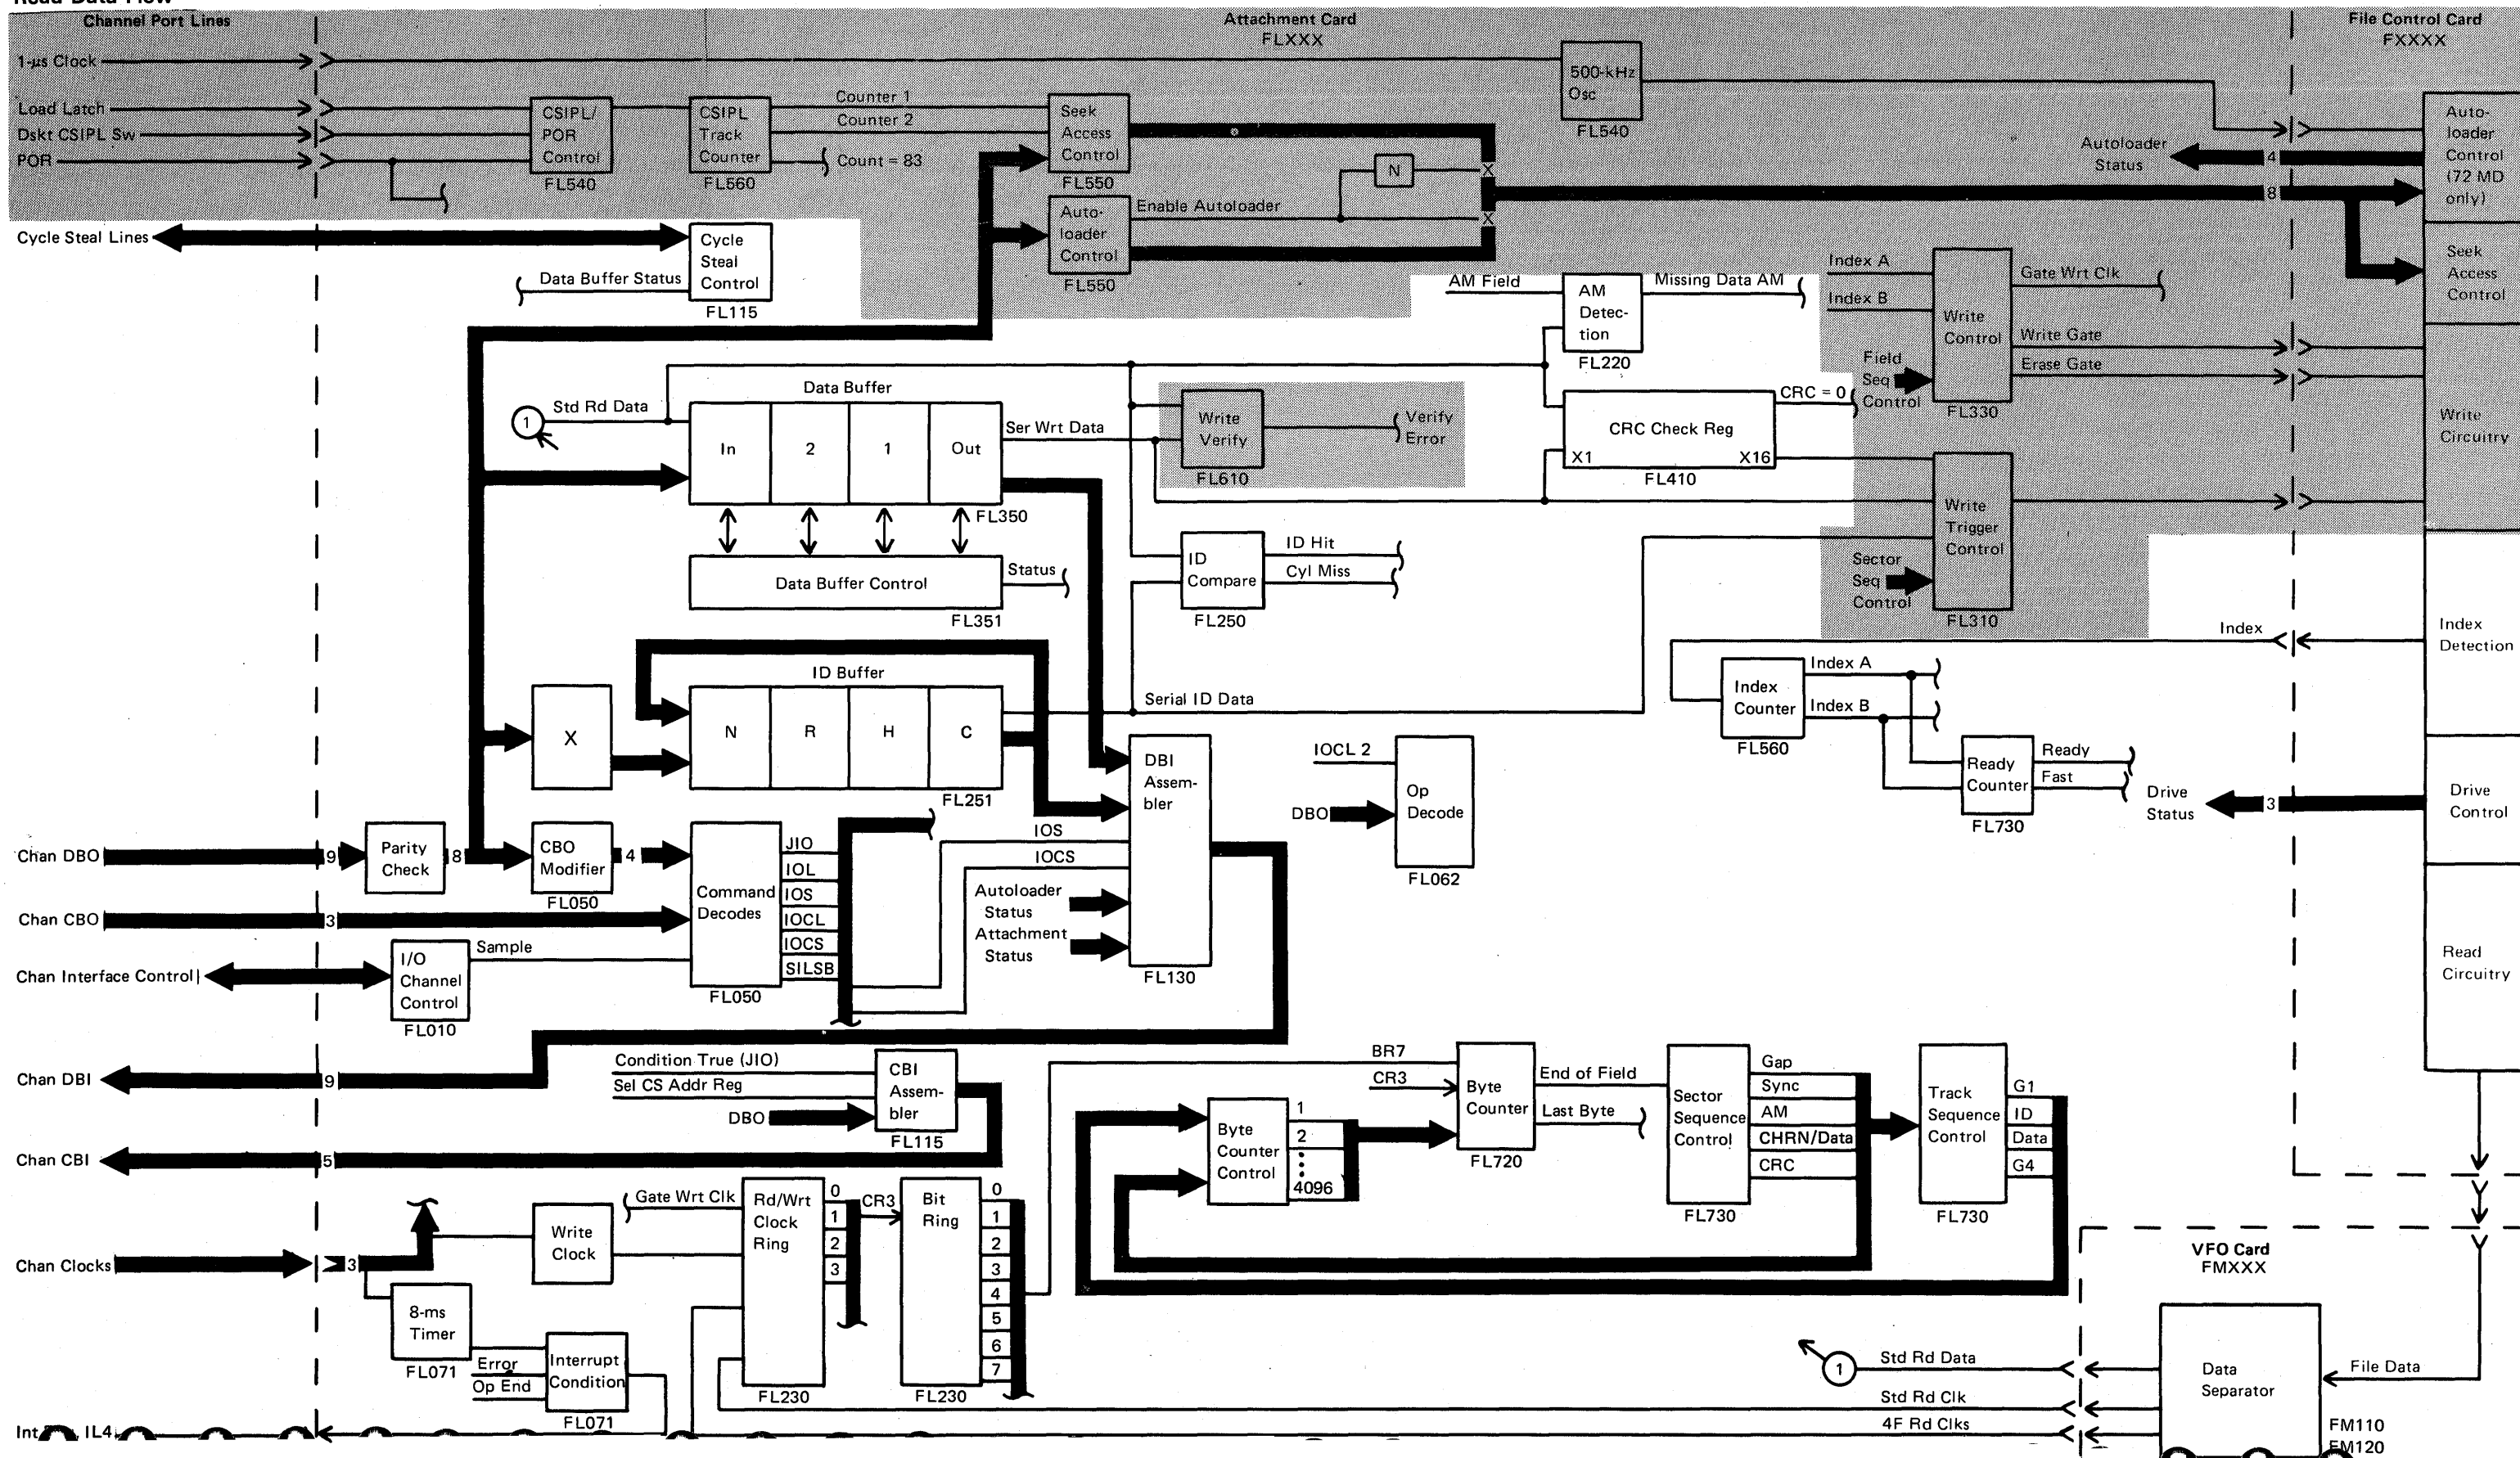 Read Data Flow
Channel Port Lines
Attachment Card
FLXXX
File Control Card
FXXXX
1-μs Clock
500-kHz
Osc
FL540
Load Latch
Dskt CSIPL Sw
POR
CSIPL/
POR
Control
FL540
CSIPL
Track
Counter
FL560
Counter 1
Counter 2
Count = 83
Seek
Access
Control
FL550
N
X
X
Autoloader
Status
4
8
Auto-
loader
Control
(72 MD
only)
Auto-
loader
Control
FL550
Enable Autoloader
Cycle Steal Lines
Cycle
Steal
Control
FL115
Data Buffer Status
AM Field
AM
Detec-
tion
FL220
Missing Data AM
Index A
Index B
Write
Control
FL330
Gate Wrt Clk
Write Gate
Erase Gate
Field
Seq
Control
Seek
Access
Control
Write
Circuitry
1
Std Rd Data
Data Buffer
In
2
1
Out
FL350
Ser Wrt Data
Write
Verify
FL610
Verify
Error
CRC Check Reg
X1
X16
FL410
CRC = 0
Write
Trigger
Control
FL310
Sector
Seq
Control
Data Buffer Control
FL351
Status
ID
Compare
FL250
ID Hit
Cyl Miss
Index
Index
Detection
Index
Counter
FL560
Index A
Index B
Ready
Counter
FL730
Ready
Fast
Drive
Status
3
Drive
Control
X
ID Buffer
N
R
H
C
FL251
Serial ID Data
DBI
Assem-
bler
FL130
IOCL 2
DBO
Op
Decode
FL062
Chan DBO
9
Parity
Check
8
CBO
Modifier
FL050
4
Command
Decodes
FL050
JIO
IOL
IOS
IOCL
IOCS
SILSB
IOS
IOCS
Autoloader
Status
Attachment
Status
Chan CBO
3
Chan Interface Control
I/O
Channel
Control
FL010
Sample
Read
Circuitry
Chan DBI
9
Condition True (JIO)
Sel CS Addr Reg
DBO
CBI
Assem-
bler
FL115
Chan CBI
5
BR7
CR3
Byte
Counter
FL720
End of Field
Last Byte
Byte
Counter
Control
1
2
4096
Sector
Sequence
Control
FL730
Gap
Sync
AM
CHRN/Data
CRC
Track
Sequence
Control
FL730
G1
ID
Data
G4
Chan Clocks
3
Write
Clock
Gate Wrt Clk
Rd/Wrt
Clock
Ring
FL230
0
1
2
3
CR3
Bit
Ring
FL230
0
1
2
3
4
5
6
7
8-ms
Timer
FL071
Error
Op End
Interrupt
Condition
FL071
VFO Card
FMXXX
1
Std Rd Data
Std Rd Clk
4F Rd Clks
Data
Separator
File Data
FM110
FM120
Int
IL4